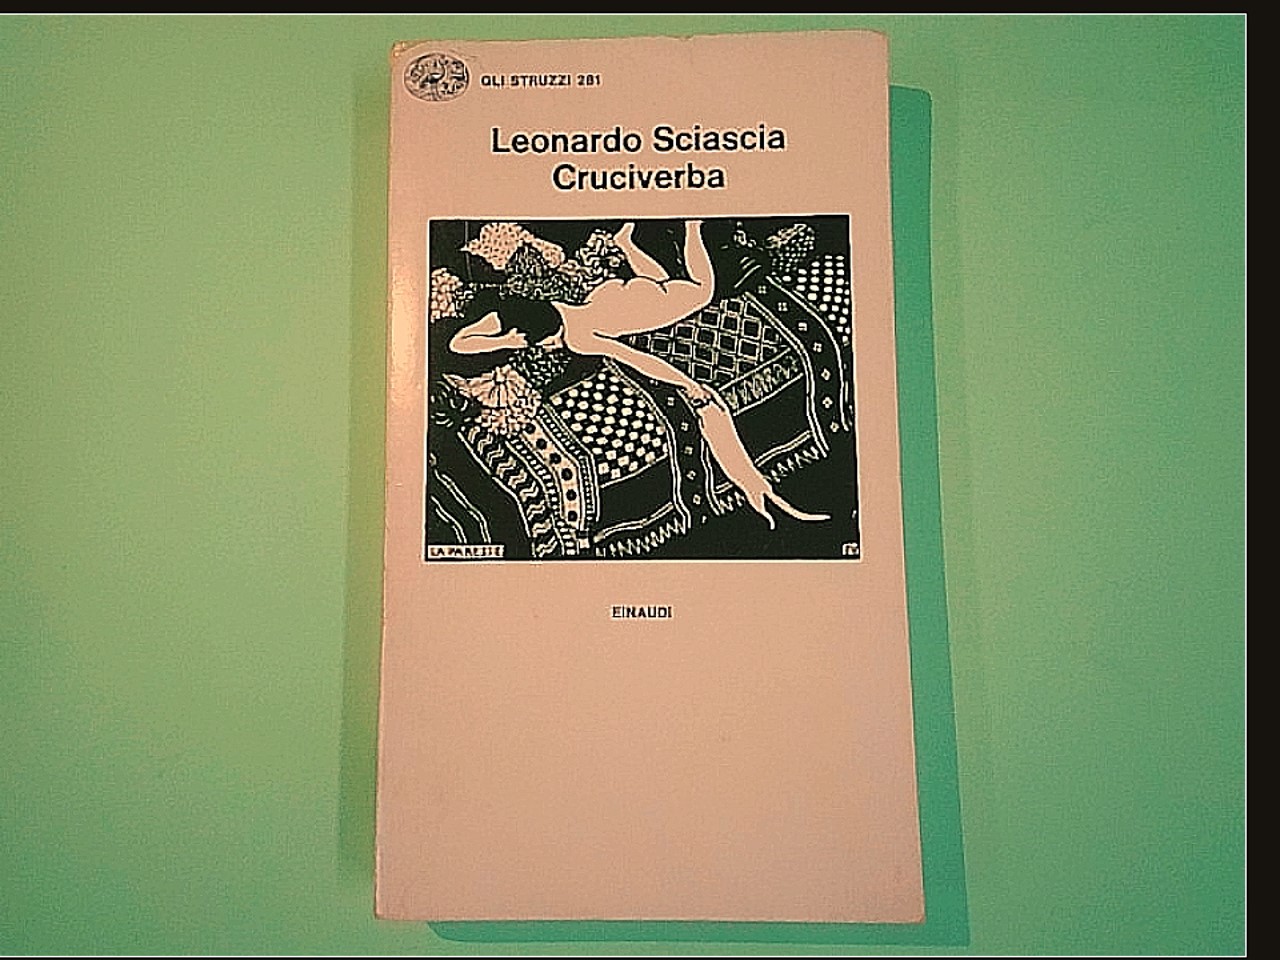 GLI STRUZZI 281
Leonardo Sciascia
Cruciverba
LA PARESSE
EINAUDI